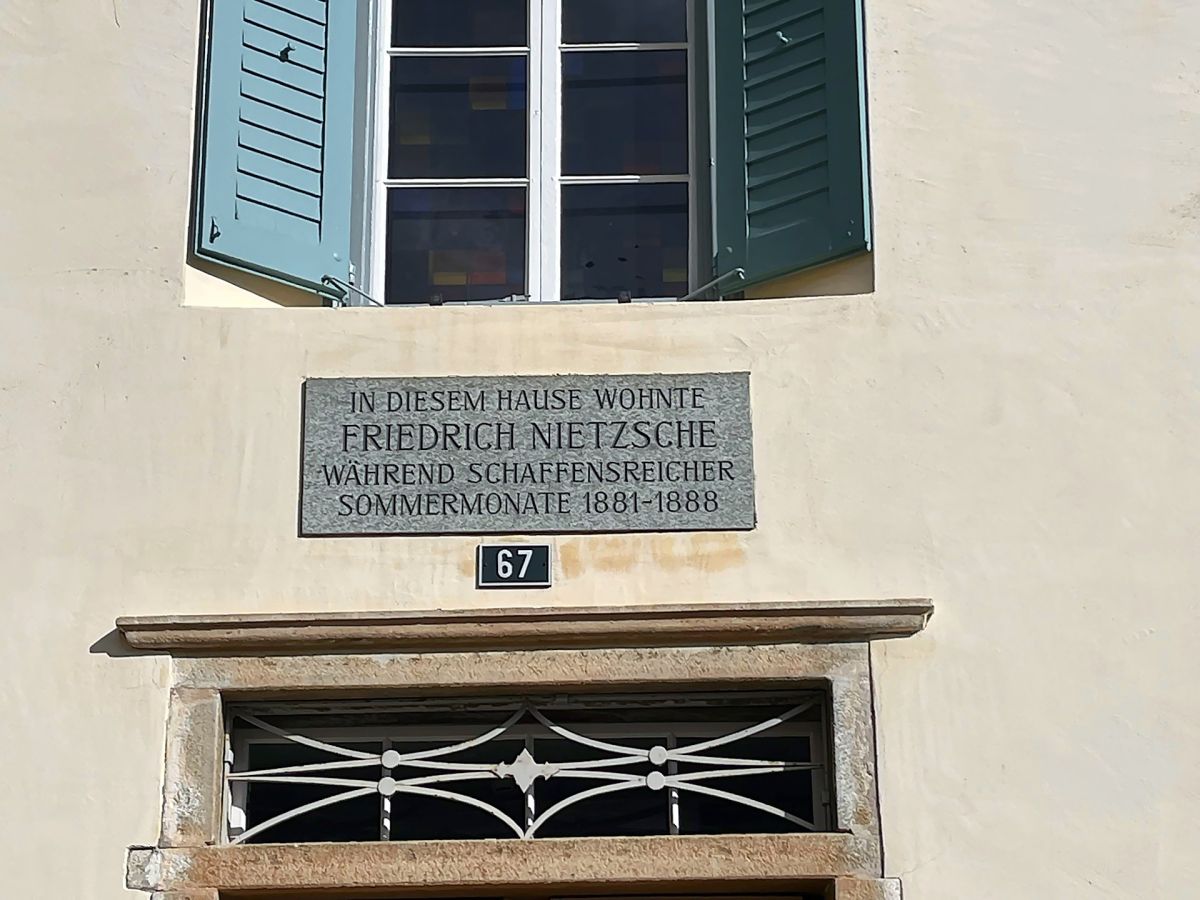 IN DIESEM HAUSE WOHNTE
FRIEDRICH NIETZSCHE
WÄHREND SCHAFFENSREICHER
SOMMERMONATE 1881-1888
67